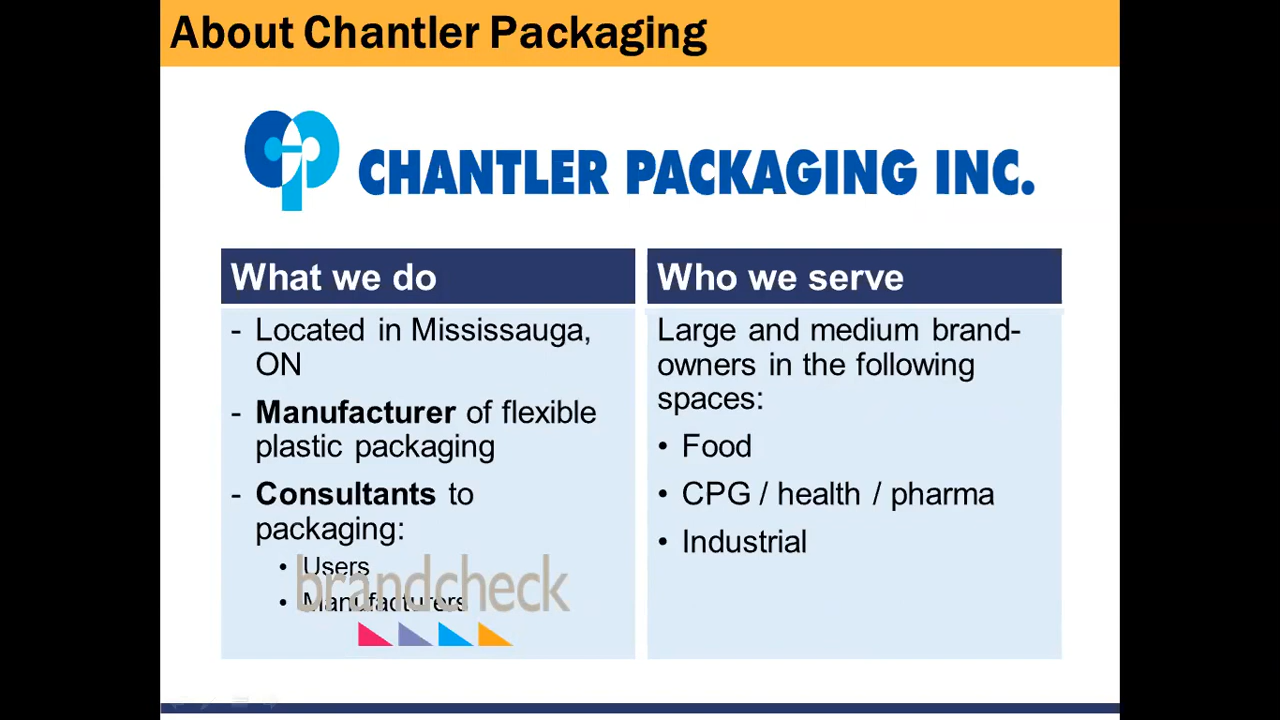 About Chantler Packaging
cp
CHANTLER PACKAGING INC.
What we do
- Located in Mississauga,
ON
- Manufacturer of flexible
plastic packaging
- Consultants to
packaging:
• Users
• Manufacturers
brandcheck
Who we serve
Large and medium brand-
owners in the following
spaces:
• Food
• CPG / health / pharma
• Industrial